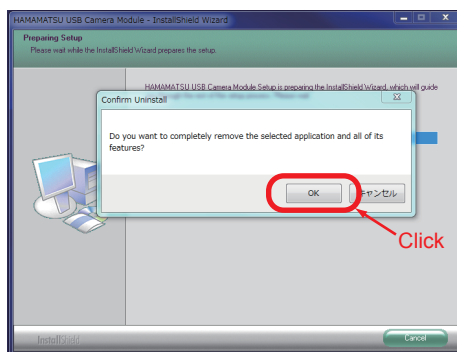 HAMAMATSU USB Camera Module - InstallShield Wizard
Preparing Setup
Please wait while the InstallShield Wizard prepares the setup.
HAMAMATSU USB Camera Module Setup is preparing the InstallShield Wizard, which will guide
Confirm Uninstall
Do you want to completely remove the selected application and all of its
features?
OK
キャンセル
Click
InstallShield
Cancel